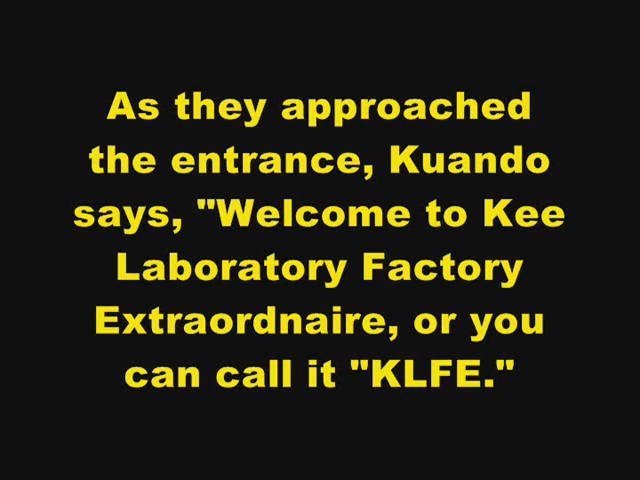 As they approached
the entrance, Kuando
says, "Welcome to Kee
Laboratory Factory
Extraordnaire, or you
can call it "KLFE."